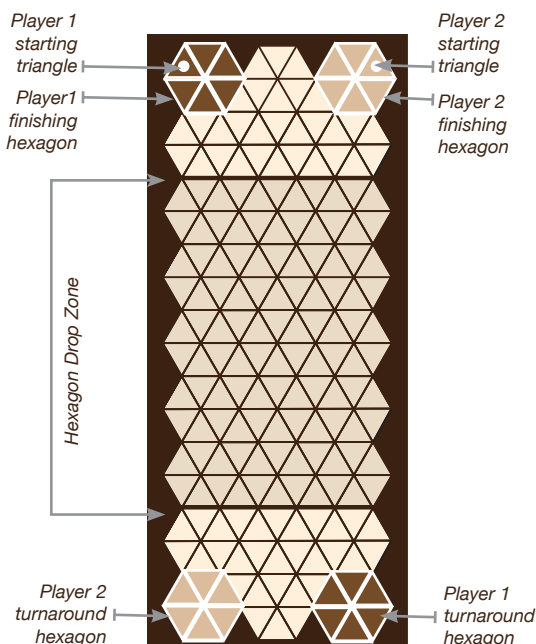 Player 1
starting
triangle
Player1
finishing
hexagon
Player 2
starting
triangle
Player 2
finishing
hexagon
Hexagon Drop Zone
Player 2
turnaround
hexagon
Player 1
turnaround
hexagon